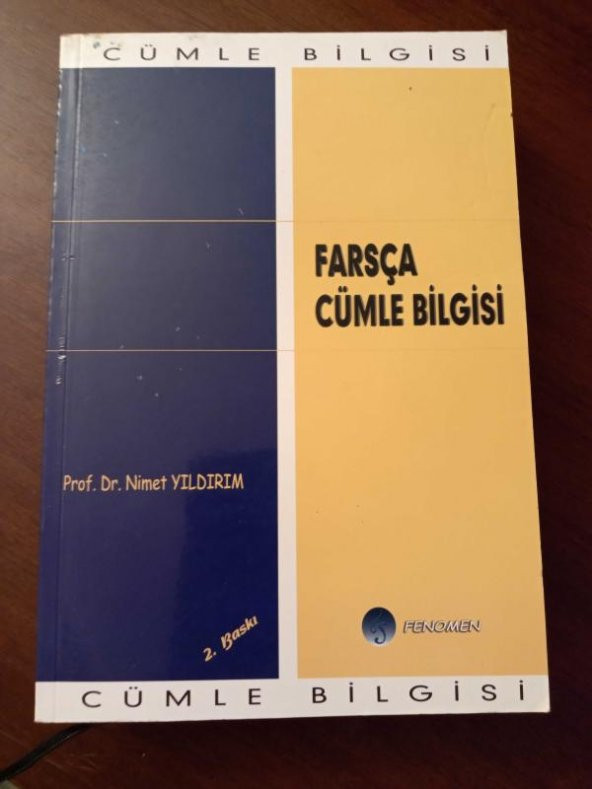 CÜMLE BİLGİSİ
FARSÇA
CÜMLE BİLGİSİ
Prof. Dr. Nimet YILDIRIM
2. Baskı
FENOMEN
CÜMLE BİLGİSİ